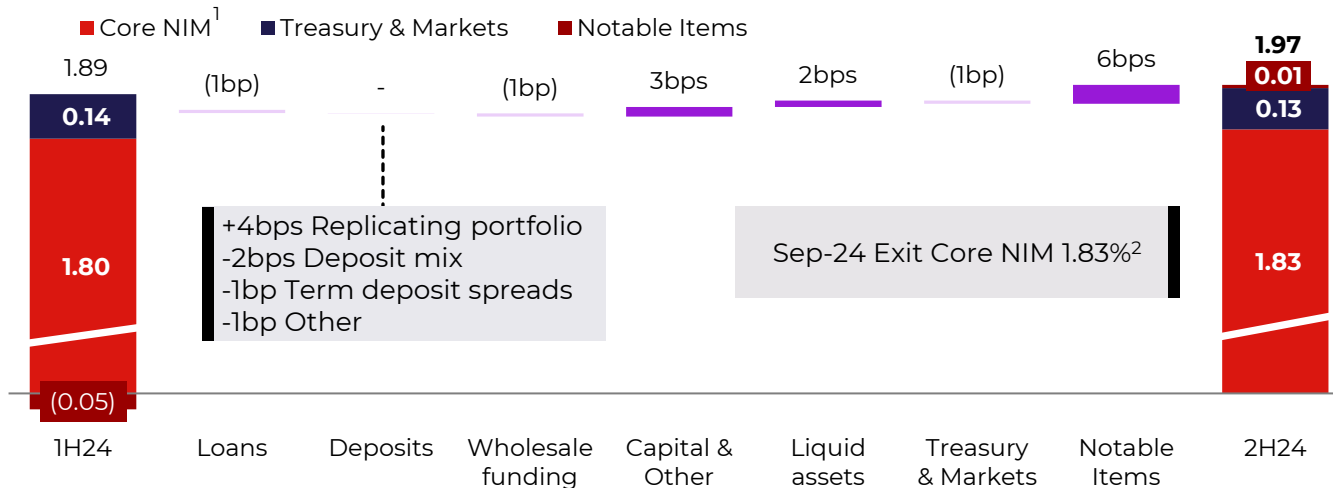 Core NIM1 Treasury & Markets Notable Items
1.89
(1bp)
-
(1bp)
3bps
2bps
(1bp)
6bps
1.97
0.01
0.14
0.13
+4bps Replicating portfolio
-2bps Deposit mix
-1bp Term deposit spreads
-1bp Other
Sep-24 Exit Core NIM 1.83%2
1.80
1.83
(0.05)
1H24
Loans
Deposits
Wholesale
funding
Capital &
Other
Liquid
assets
Treasury
& Markets
Notable
Items
2H24